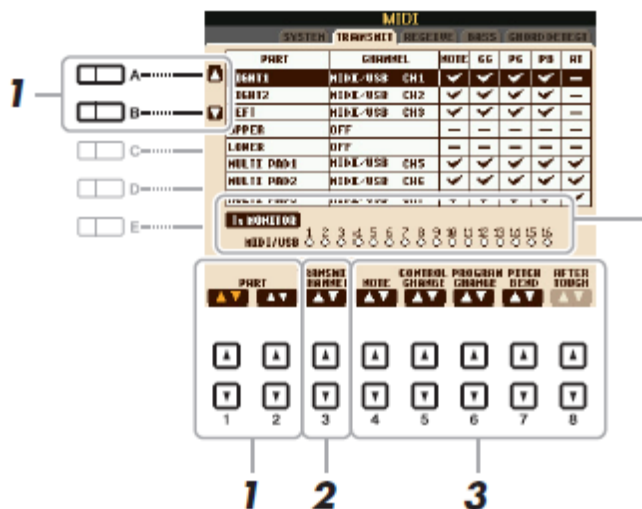 MIDI
SYSTEM TRANSMIT RECEIVE BASS CHORD DETECT
PART CHANNEL NOTE CC PC PB AT
RIGHT1 MIDI/USB CH1
RIGHT2 MIDI/USB CH2
LEFT MIDI/USB CH3
UPPER OFF
LOWER OFF
MULTI PAD1 MIDI/USB CH5
MULTI PAD2 MIDI/USB CH6
1
A
B
C
D
E
Tx MONITOR
MIDI/USB 1 2 3 4 5 6 7 8 9 10 11 12 13 14 15 16
PART
TRANSMIT CHANNEL
NOTE
CONTROL CHANGE
PROGRAM CHANGE
PITCH BEND
AFTER TOUCH
1 2 3 4 5 6 7 8
1 2 3